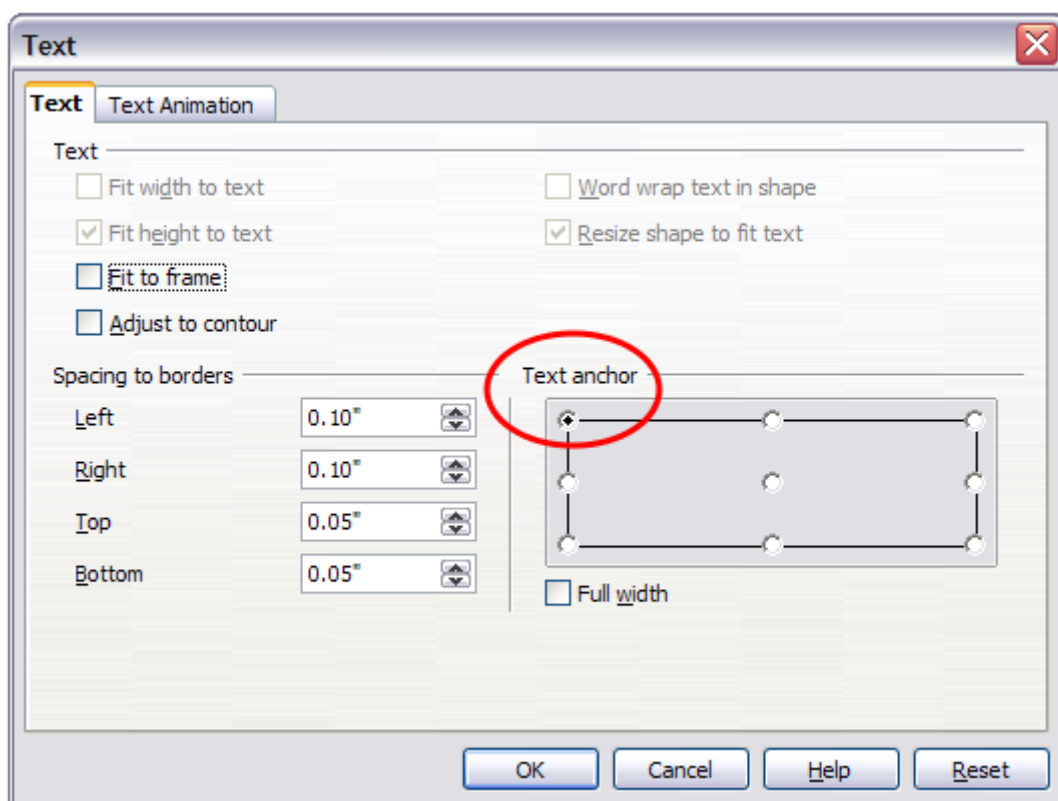 Text
Text Text Animation
Text
Fit width to text Word wrap text in shape
Fit height to text Resize shape to fit text
Fit to frame
Adjust to contour
Spacing to borders Text anchor
Left 0.10"
Right 0.10"
Top 0.05"
Bottom 0.05"
Full width
OK Cancel Help Reset